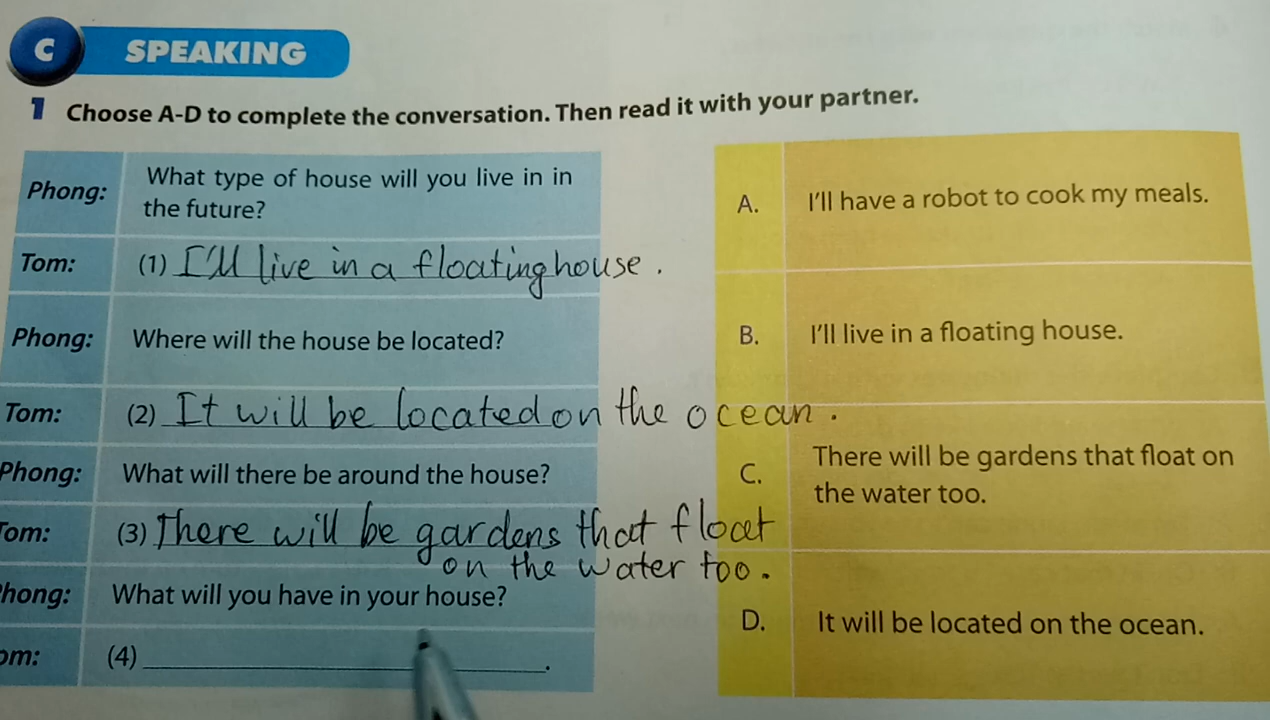 C SPEAKING
1 Choose A-D to complete the conversation. Then read it with your partner.
Phong: What type of house will you live in in
the future?
Tom: (1) I'll live in a floating house.
Phong: Where will the house be located?
Tom: (2) It will be located on the ocean.
Phong: What will there be around the house?
Tom: (3) There will be gardens that float
on the water too.
hong: What will you have in your house?
om: (4) ____________________.
A. I'll have a robot to cook my meals.
B. I'll live in a floating house.
C. There will be gardens that float on
the water too.
D. It will be located on the ocean.